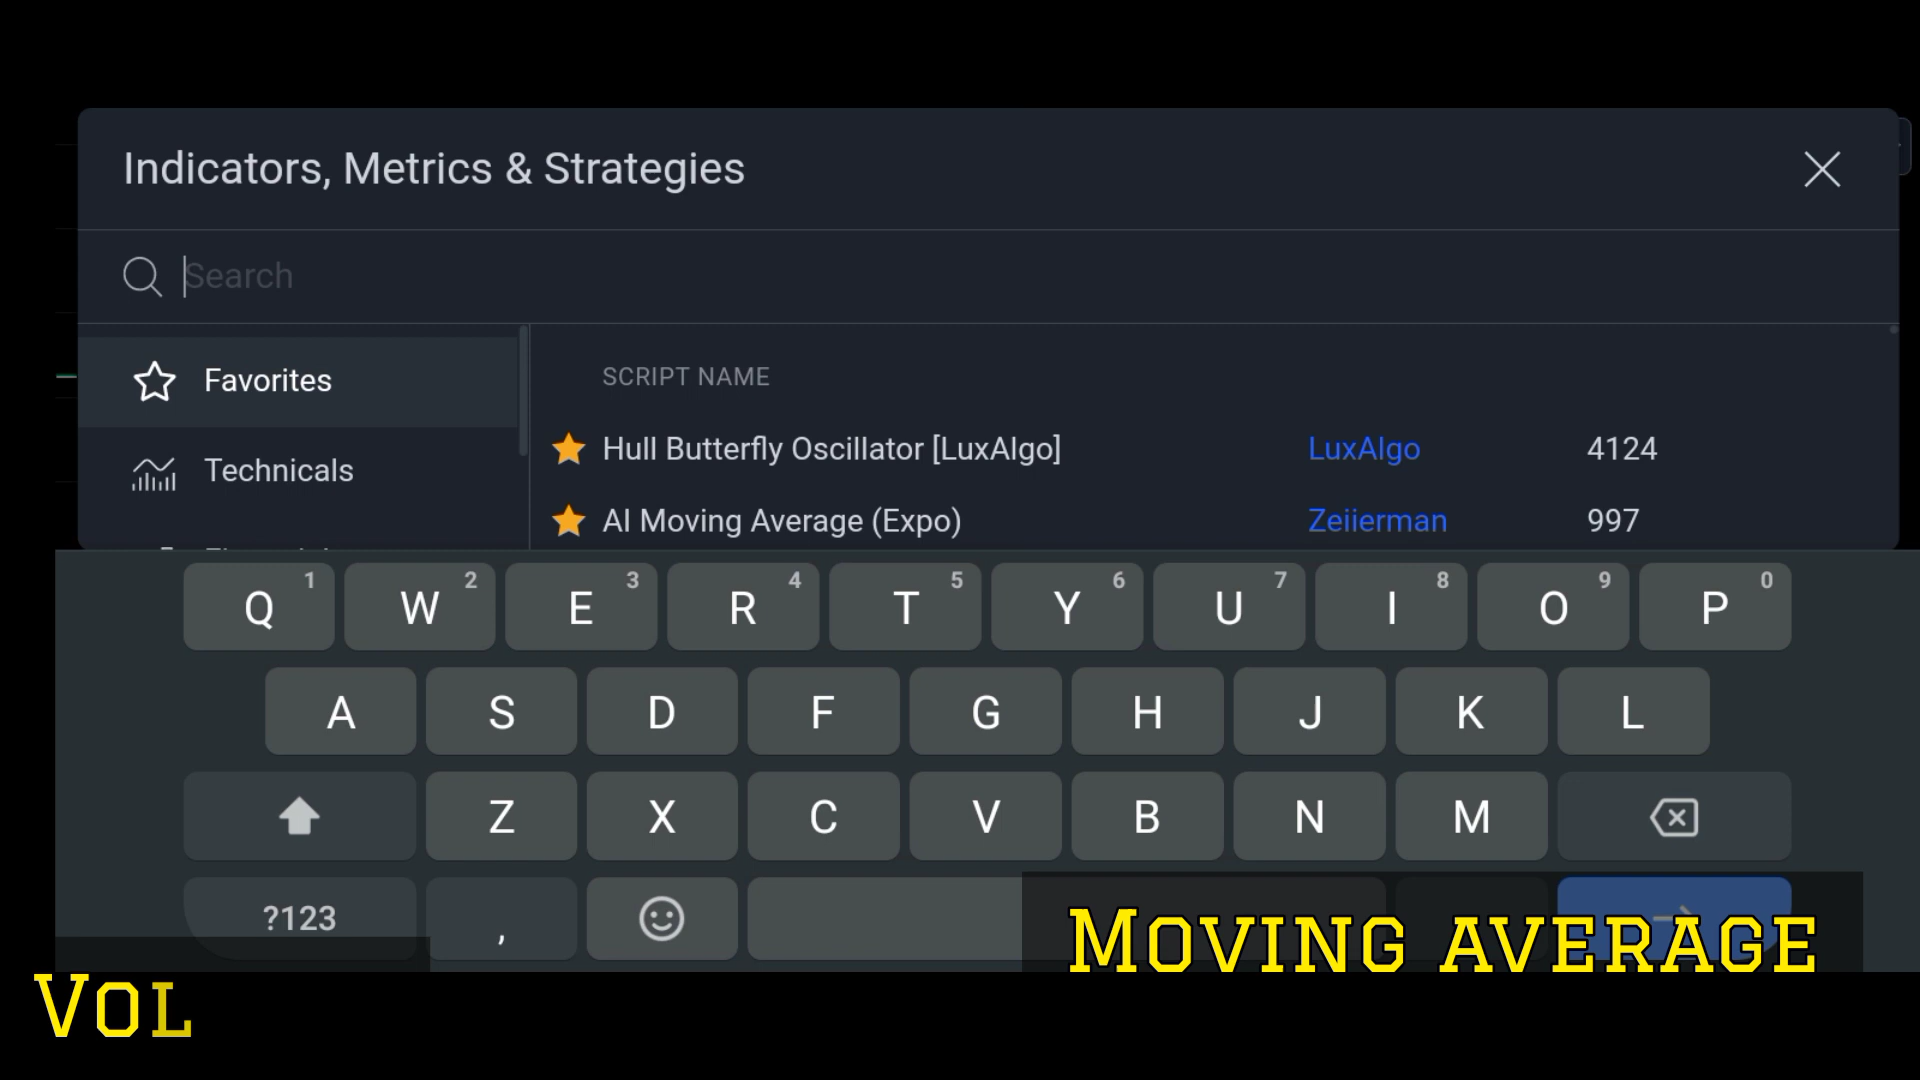 Indicators, Metrics & Strategies
Search
Favorites
Technicals
SCRIPT NAME
Hull Butterfly Oscillator [LuxAlgo] LuxAlgo 4124
AI Moving Average (Expo) Zeiierman 997
Q 1 W 2 E 3 R 4 T 5 Y 6 U 7 I 8 O 9 P 0
A S D F G H J K L
Z X C V B N M
?123 ,
Moving average
Vol